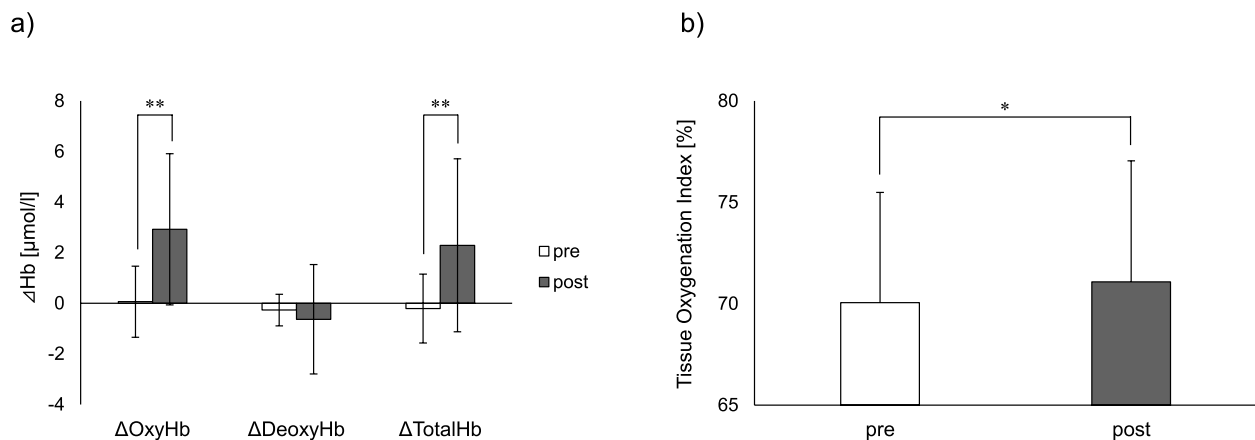 a)
⊿Hb [μmol/l]
8
6
4
2
0
-2
-4
**
**
ΔOxyHb
ΔDeoxyHb
ΔTotalHb
pre
post
b)
Tissue Oxygenation Index [%]
80
75
70
65
*
pre
post